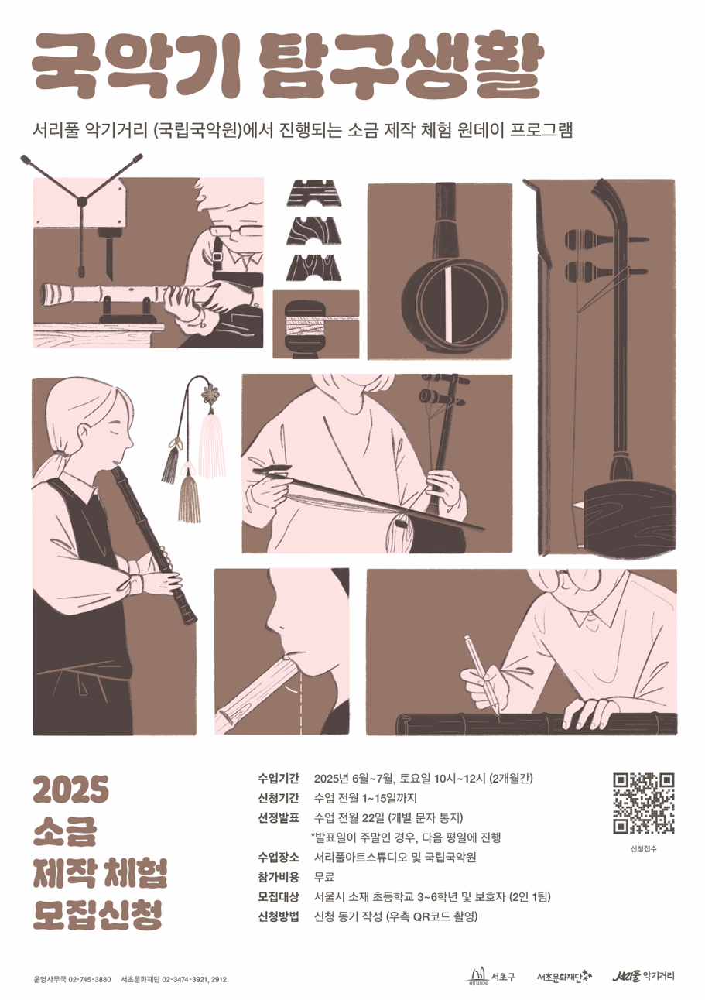 국악기 탐구생활
서리풀 악기거리 (국립국악원)에서 진행되는 소금 제작 체험 원데이 프로그램
2025
소금
제작 체험
모집신청
수업기간 2025년 6월~7월, 토요일 10시~12시 (2개월간)
신청기간 수업 전월 1~15일까지
선정발표 수업 전월 22일 (개별 문자 통지)
*발표일이 주말인 경우, 다음 평일에 진행
수업장소 서리풀아트스튜디오 및 국립국악원
참가비용 무료
모집대상 서울시 소재 초등학교 3~6학년 및 보호자 (2인 1팀)
신청방법 신청 동기 작성 (우측 QR코드 촬영)
신청접수
운영사무국 02-745-3880 서초문화재단 02-3474-3921, 2912
서초 SEOCHO 서초구 서초문화재단 서리풀 악기거리